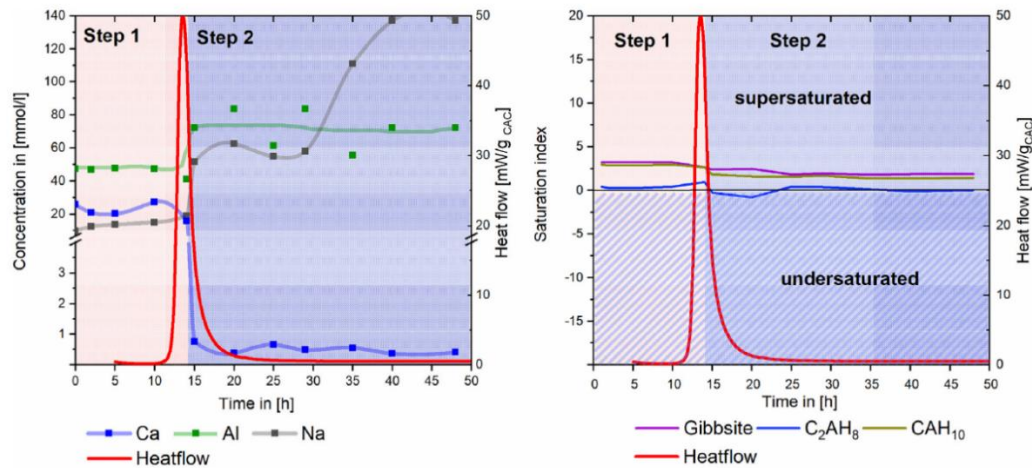 Step 1
Step 2
Concentration in [mmol/l]
140
120
100
80
60
40
20
3
2
1
0
Heat flow [mW/g CAC]
50
40
30
20
10
0
0 5 10 15 20 25 30 35 40 45 50
Time in [h]
Ca Al Na
Heatflow
Step 1
Step 2
supersaturated
undersaturated
Saturation index
20
15
10
5
0
-5
-10
-15
Heat flow [mW/gCAC]
50
40
30
20
10
0
0 5 10 15 20 25 30 35 40 45 50
Time in [h]
Gibbsite C₂AH₈ CAH₁₀
Heatflow